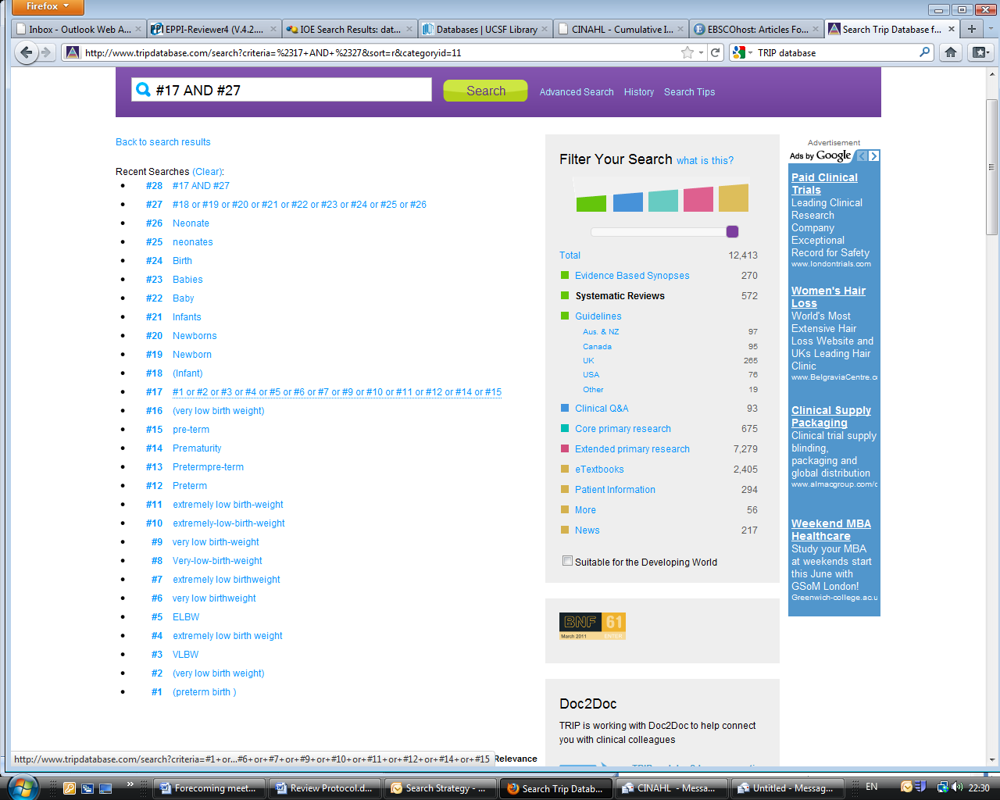 Firefox
Inbox - Outlook Web A...
EPPI-Reviewer4 (V.4.2....
IOE Search Results: dat...
Databases | UCSF Library
CINAHL - Cumulative I...
EBSCOhost: Articles Fo...
Search Trip Database f...
http://www.tripdatabase.com/search?criteria=%2317+AND+%2327&sort=r&categoryid=11
TRIP database
#17 AND #27
Search
Advanced Search
History
Search Tips
Back to search results
Recent Searches (Clear):
#28 #17 AND #27
#27 #18 or #19 or #20 or #21 or #22 or #23 or #24 or #25 or #26
#26 Neonate
#25 neonates
#24 Birth
#23 Babies
#22 Baby
#21 Infants
#20 Newborns
#19 Newborn
#18 (Infant)
#17 #1 or #2 or #3 or #4 or #5 or #6 or #7 or #9 or #10 or #11 or #12 or #14 or #15
#16 (very low birth weight)
#15 pre-term
#14 Prematurity
#13 Pretermpre-term
#12 Preterm
#11 extremely low birth-weight
#10 extremely-low-birth-weight
#9 very low birth-weight
#8 Very-low-birth-weight
#7 extremely low birthweight
#6 very low birthweight
#5 ELBW
#4 extremely low birth weight
#3 VLBW
#2 (very low birth weight)
#1 (preterm birth )
Filter Your Search what is this?
Total 12,413
Evidence Based Synopses 270
Systematic Reviews 572
Guidelines
Aus. & NZ 97
Canada 95
UK 265
USA 76
Other 19
Clinical Q&A 93
Core primary research 675
Extended primary research 7,279
eTextbooks 2,405
Patient Information 294
More 56
News 217
Suitable for the Developing World
BNF 61
March 2011 ENTER
Doc2Doc
TRIP is working with Doc2Doc to help connect
you with clinical colleagues
Advertisement
Ads by Google
Paid Clinical
Trials
Leading Clinical
Research
Company
Exceptional
Record for Safety
www.londontrials.com
Women's Hair
Loss
World's Most
Extensive Hair
Loss Website and
UKs Leading Hair
Clinic
www.BelgraviaCentre.c
Clinical Supply
Packaging
Clinical trial supply
blinding,
packaging and
global distribution
www.almacgroup.com/c
Weekend MBA
Healthcare
Study your MBA
at weekends start
this June with
GSoM London!
Greenwich-college.ac.u
http://www.tripdatabase.com/search?criteria=#1+or...#6+or+#7+or+#9+or+#10+or+#11+or+#12+or+#14+or+#15
Relevance
Forecoming meet...
Review Protocol.d...
Search Strategy - ...
Search Trip Datab...
CINAHL - Messa...
Untitled - Messag...
EN
22:30